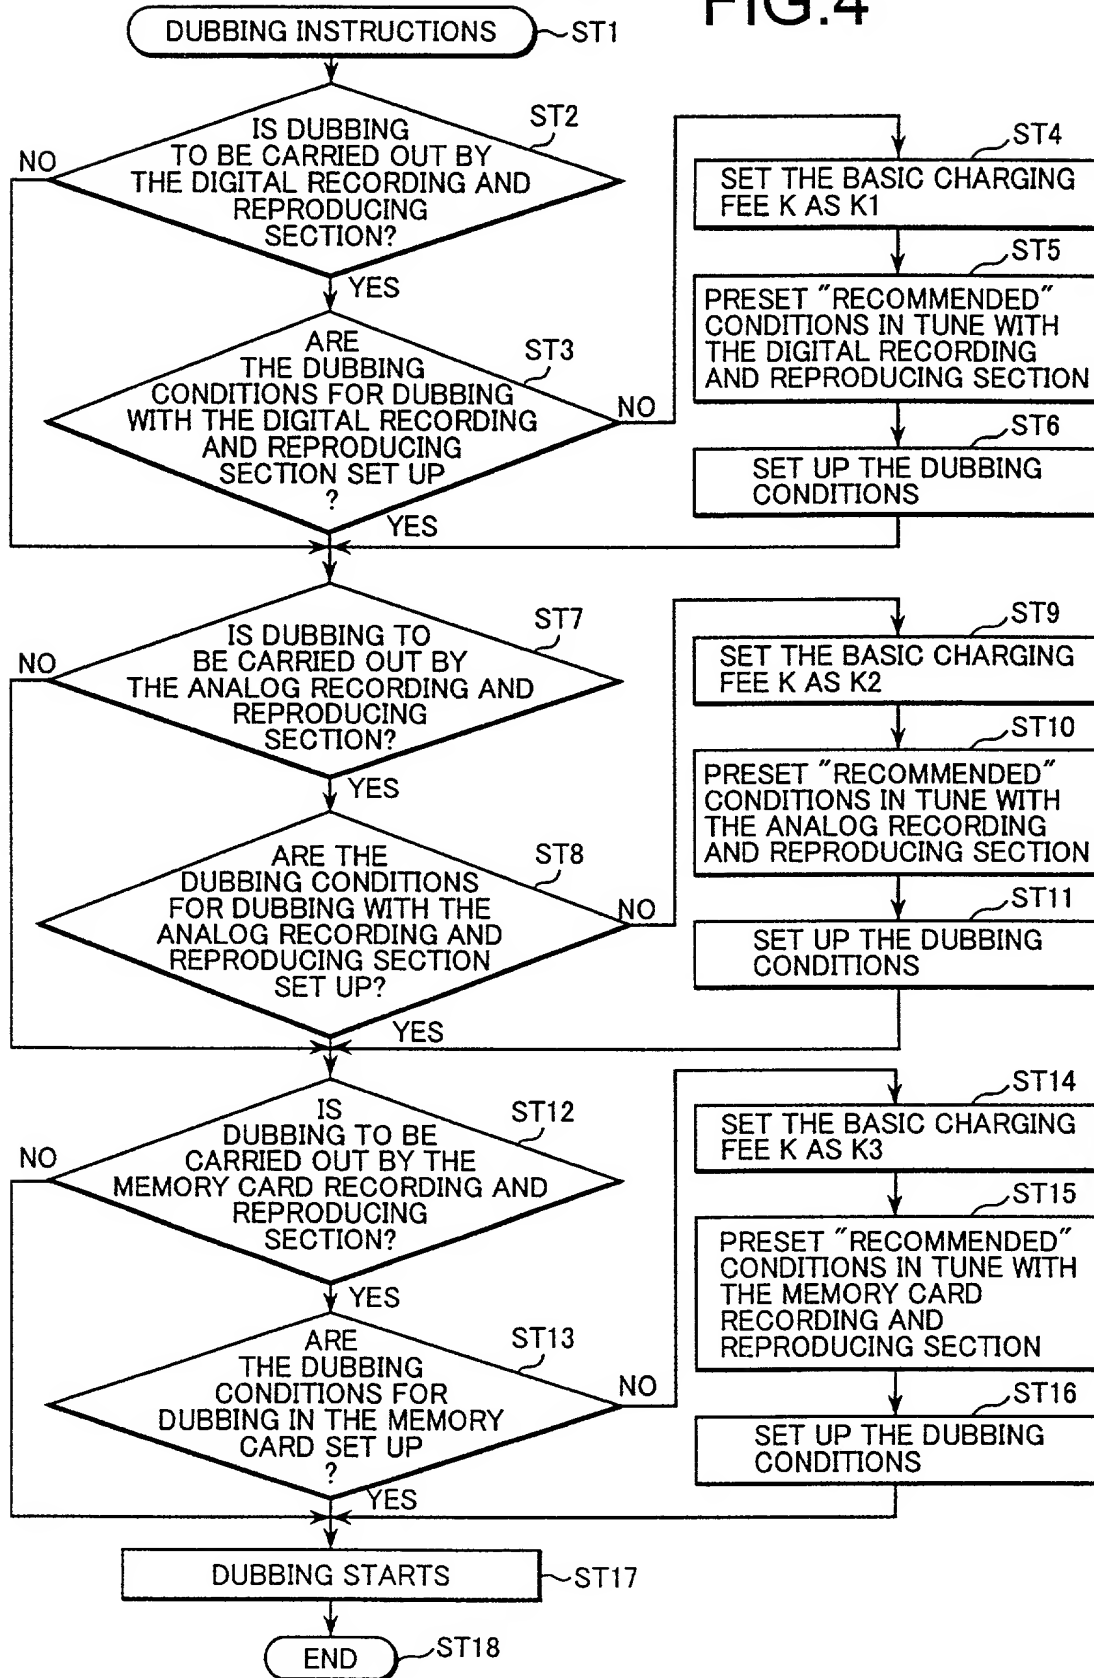 FIG.4
DUBBING INSTRUCTIONS
ST1
ST2
IS DUBBING
TO BE CARRIED OUT BY
THE DIGITAL RECORDING AND
REPRODUCING
SECTION?
NO
YES
ST3
ARE
THE DUBBING
CONDITIONS FOR DUBBING
WITH THE DIGITAL RECORDING
AND REPRODUCING
SECTION SET UP
?
NO
YES
ST4
SET THE BASIC CHARGING
FEE K AS K1
ST5
PRESET "RECOMMENDED"
CONDITIONS IN TUNE WITH
THE DIGITAL RECORDING
AND REPRODUCING SECTION
ST6
SET UP THE DUBBING
CONDITIONS
ST7
IS DUBBING TO
BE CARRIED OUT BY
THE ANALOG RECORDING AND
REPRODUCING
SECTION?
NO
YES
ST8
ARE THE
DUBBING CONDITIONS
FOR DUBBING WITH THE
ANALOG RECORDING AND
REPRODUCING SECTION
SET UP?
NO
YES
ST9
SET THE BASIC CHARGING
FEE K AS K2
ST10
PRESET "RECOMMENDED"
CONDITIONS IN TUNE WITH
THE ANALOG RECORDING
AND REPRODUCING SECTION
ST11
SET UP THE DUBBING
CONDITIONS
ST12
IS
DUBBING TO BE
CARRIED OUT BY THE
MEMORY CARD RECORDING AND
REPRODUCING
SECTION?
NO
YES
ST13
ARE
THE DUBBING
CONDITIONS FOR
DUBBING IN THE MEMORY
CARD SET UP
?
NO
YES
ST14
SET THE BASIC CHARGING
FEE K AS K3
ST15
PRESET "RECOMMENDED"
CONDITIONS IN TUNE WITH
THE MEMORY CARD
RECORDING AND
REPRODUCING SECTION
ST16
SET UP THE DUBBING
CONDITIONS
DUBBING STARTS
ST17
END
ST18